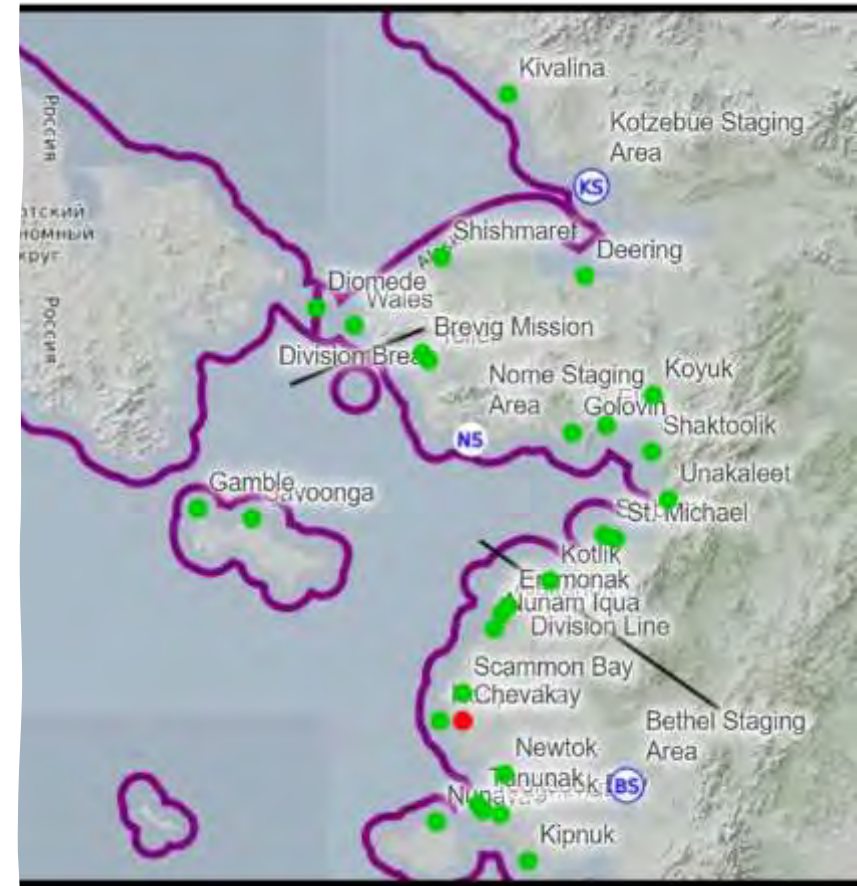 Kivalina
Kotzebue Staging
Area
Россия
KS
Shishmaref
Deering
Diomede
Wales
Brevig Mission
Division Brea
Россия
Nome Staging
Area
Koyuk
Golovin
Shaktoolik
NS
Unakaleet
Gamble
Savoonga
St. Michael
Kotlik
Emmonak
Nunam Iqua
Division Line
Scammon Bay
Chevakay
Bethel Staging
Area
Newtok
Tununak
BS
Kipnuk